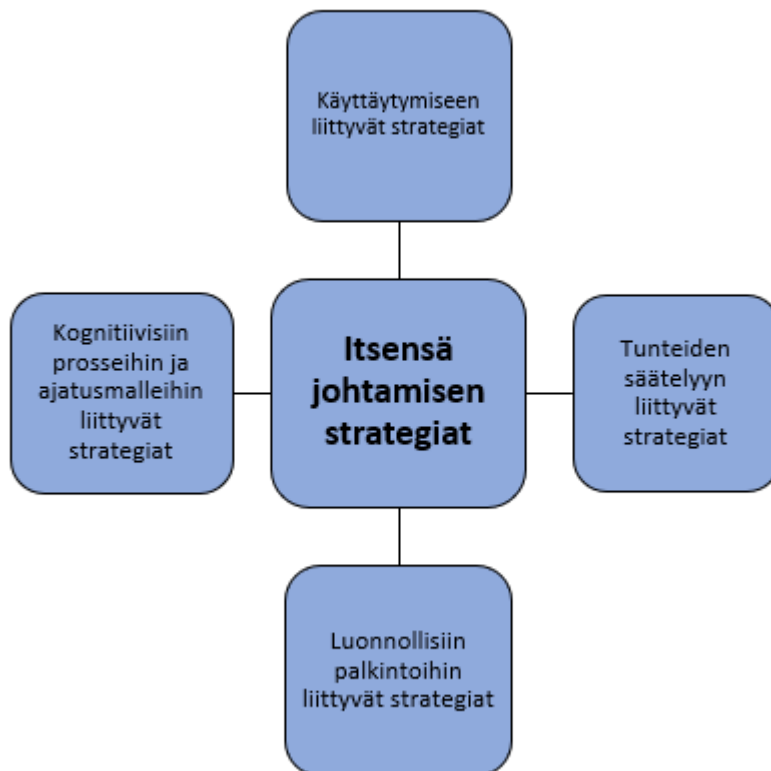 Käyttäytymiseen
liittyvät strategiat
Kognitiivisiin
prosseihin ja
ajatusmalleihin
liittyvät
strategiat
Itsensä
johtamisen
strategiat
Tunteiden
säätelyyn
liittyvät
strategiat
Luonnollisiin
palkintoihin
liittyvät strategiat